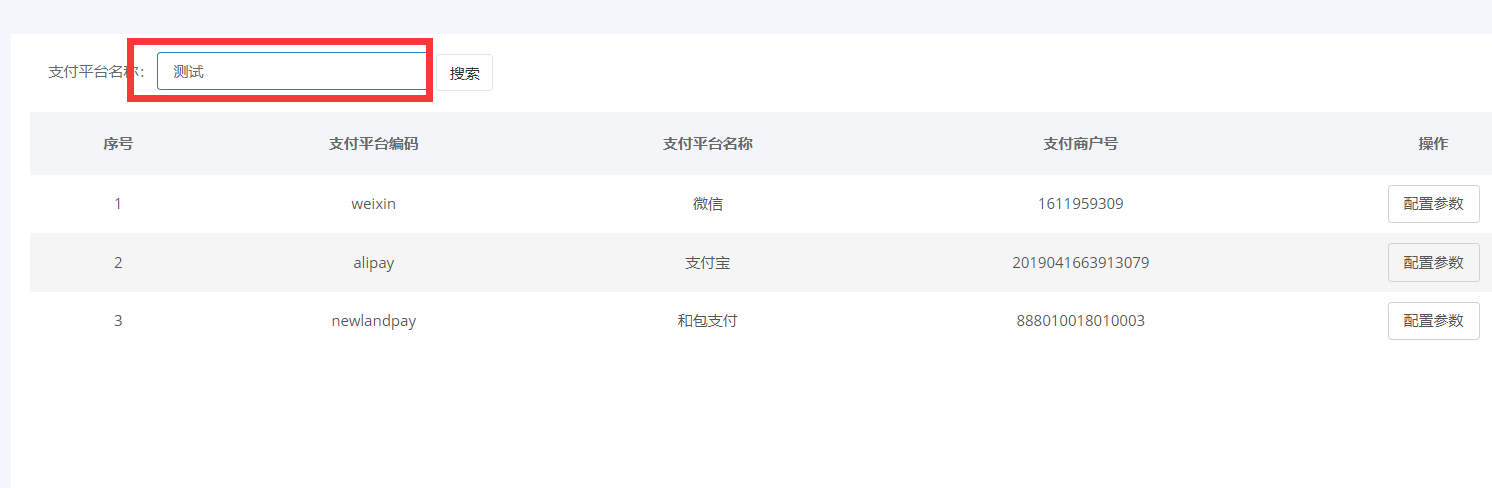 支付平台名称： 测试 搜索
序号 支付平台编码 支付平台名称 支付商户号 操作
1 weixin 微信 1611959309 配置参数
2 alipay 支付宝 2019041663913079 配置参数
3 newlandpay 和包支付 888010018010003 配置参数